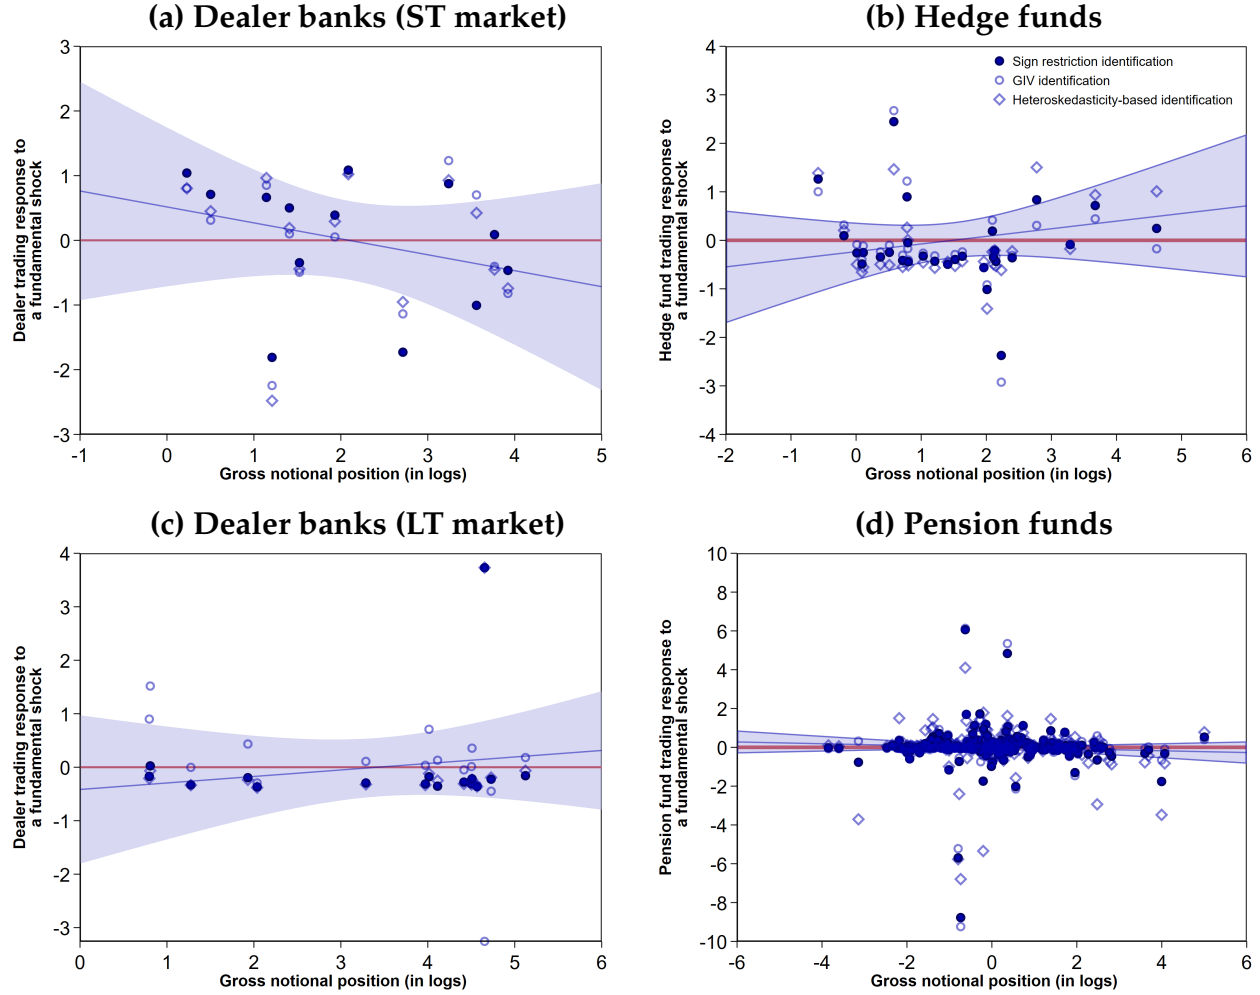 (a) Dealer banks (ST market)
3
2
1
0
-1
-2
-3
-1 0 1 2 3 4 5
Dealer trading response to
a fundamental shock
Gross notional position (in logs)
(b) Hedge funds
Sign restriction identification
GIV identification
Heteroskedasticity-based identification
4
3
2
1
0
-1
-2
-3
-4
-2 -1 0 1 2 3 4 5 6
Hedge fund trading response to
a fundamental shock
Gross notional position (in logs)
(c) Dealer banks (LT market)
4
3
2
1
0
-1
-2
-3
0 1 2 3 4 5 6
Dealer trading response to
a fundamental shock
Gross notional position (in logs)
(d) Pension funds
10
8
6
4
2
0
-2
-4
-6
-8
-10
-6 -4 -2 0 2 4 6
Pension fund trading response to
a fundamental shock
Gross notional position (in logs)